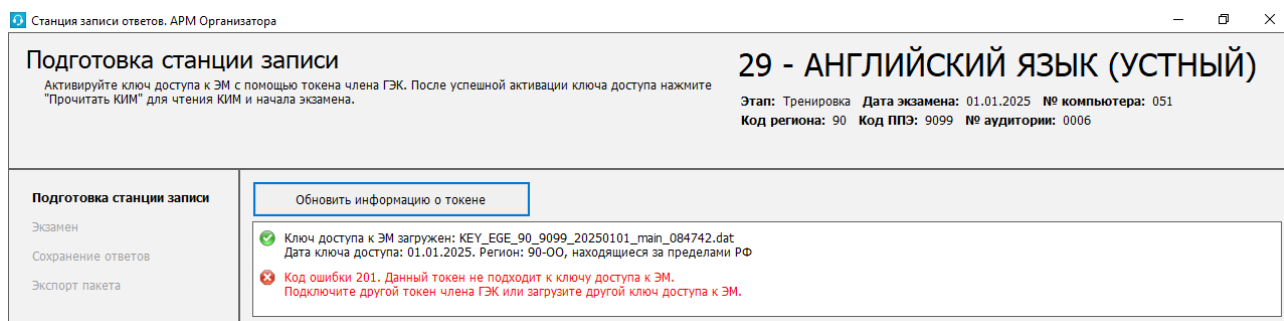 Станция записи ответов. АРМ Организатора
Подготовка станции записи
Активируйте ключ доступа к ЭМ с помощью токена члена ГЭК. После успешной активации ключа доступа нажмите
"Прочитать КИМ" для чтения КИМ и начала экзамена.
29 - АНГЛИЙСКИЙ ЯЗЫК (УСТНЫЙ)
Этап: Тренировка Дата экзамена: 01.01.2025 № компьютера: 051
Код региона: 90 Код ППЭ: 9099 № аудитории: 0006
Подготовка станции записи
Экзамен
Сохранение ответов
Экспорт пакета
Обновить информацию о токене
Ключ доступа к ЭМ загружен: KEY_EGE_90_9099_20250101_main_084742.dat
Дата ключа доступа: 01.01.2025. Регион: 90-ОО, находящиеся за пределами РФ
Код ошибки 201. Данный токен не подходит к ключу доступа к ЭМ.
Подключите другой токен члена ГЭК или загрузите другой ключ доступа к ЭМ.